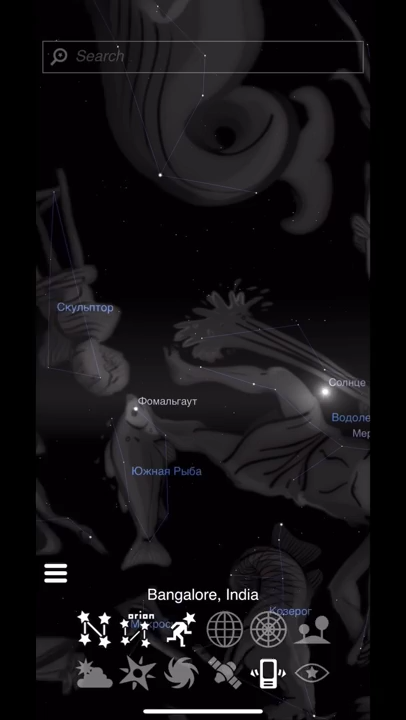 Search
Скульптор
Солнце
Фомальгаут
Водоле
Мер
Южная Рыба
Bangalore, India
Козерог
orion